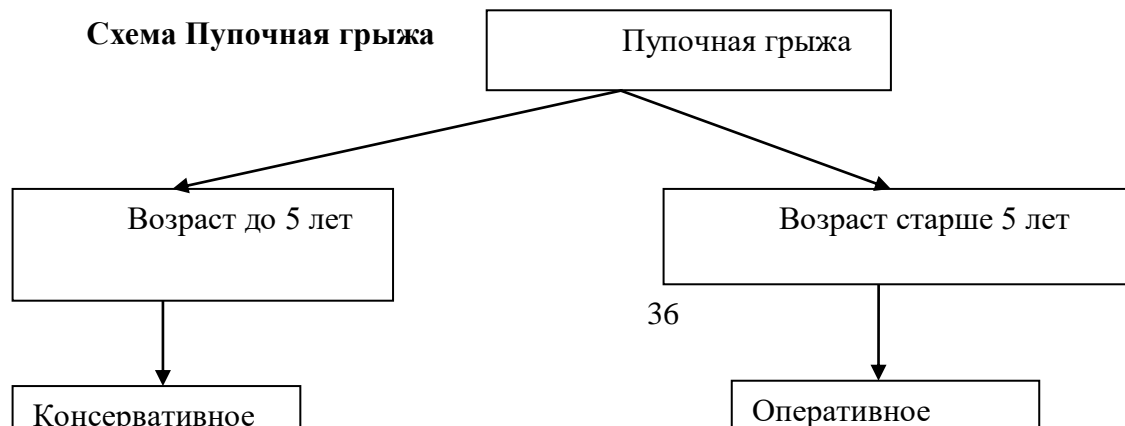 Схема Пупочная грыжа
Пупочная грыжа
Возраст до 5 лет
Возраст старше 5 лет
36
Консервативное
Оперативное